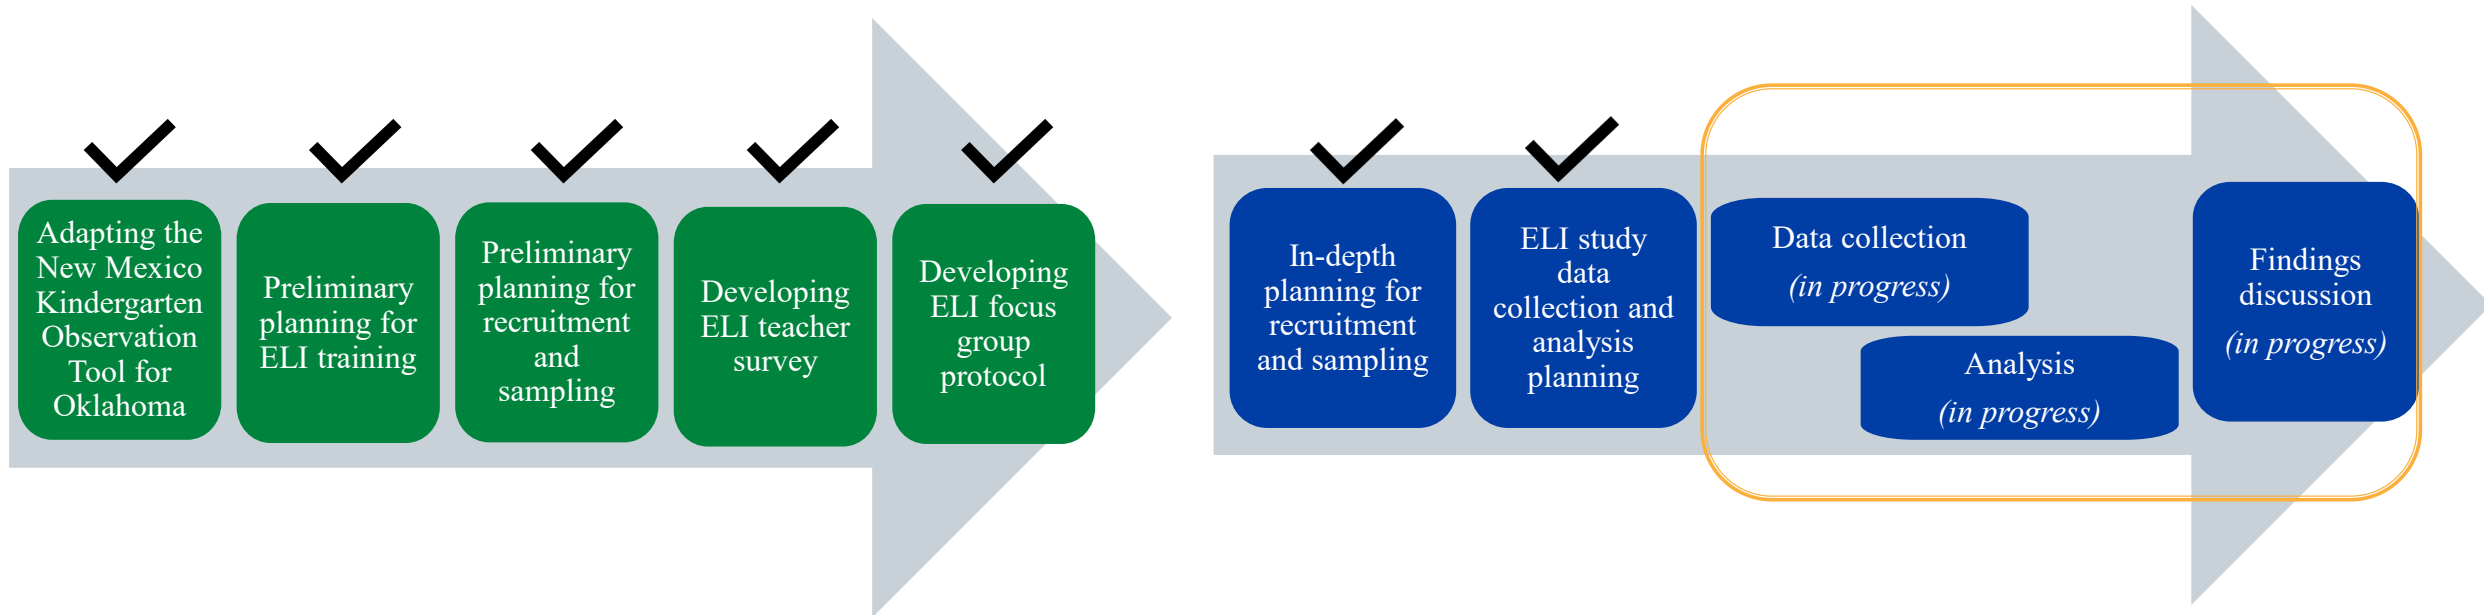 Adapting the
New Mexico
Kindergarten
Observation
Tool for
Oklahoma
Preliminary
planning for
ELI training
Preliminary
planning for
recruitment
and
sampling
Developing
ELI teacher
survey
Developing
ELI focus
group
protocol
In-depth
planning for
recruitment
and sampling
ELI study
data
collection and
analysis
planning
Data collection
(in progress)
Analysis
(in progress)
Findings
discussion
(in progress)